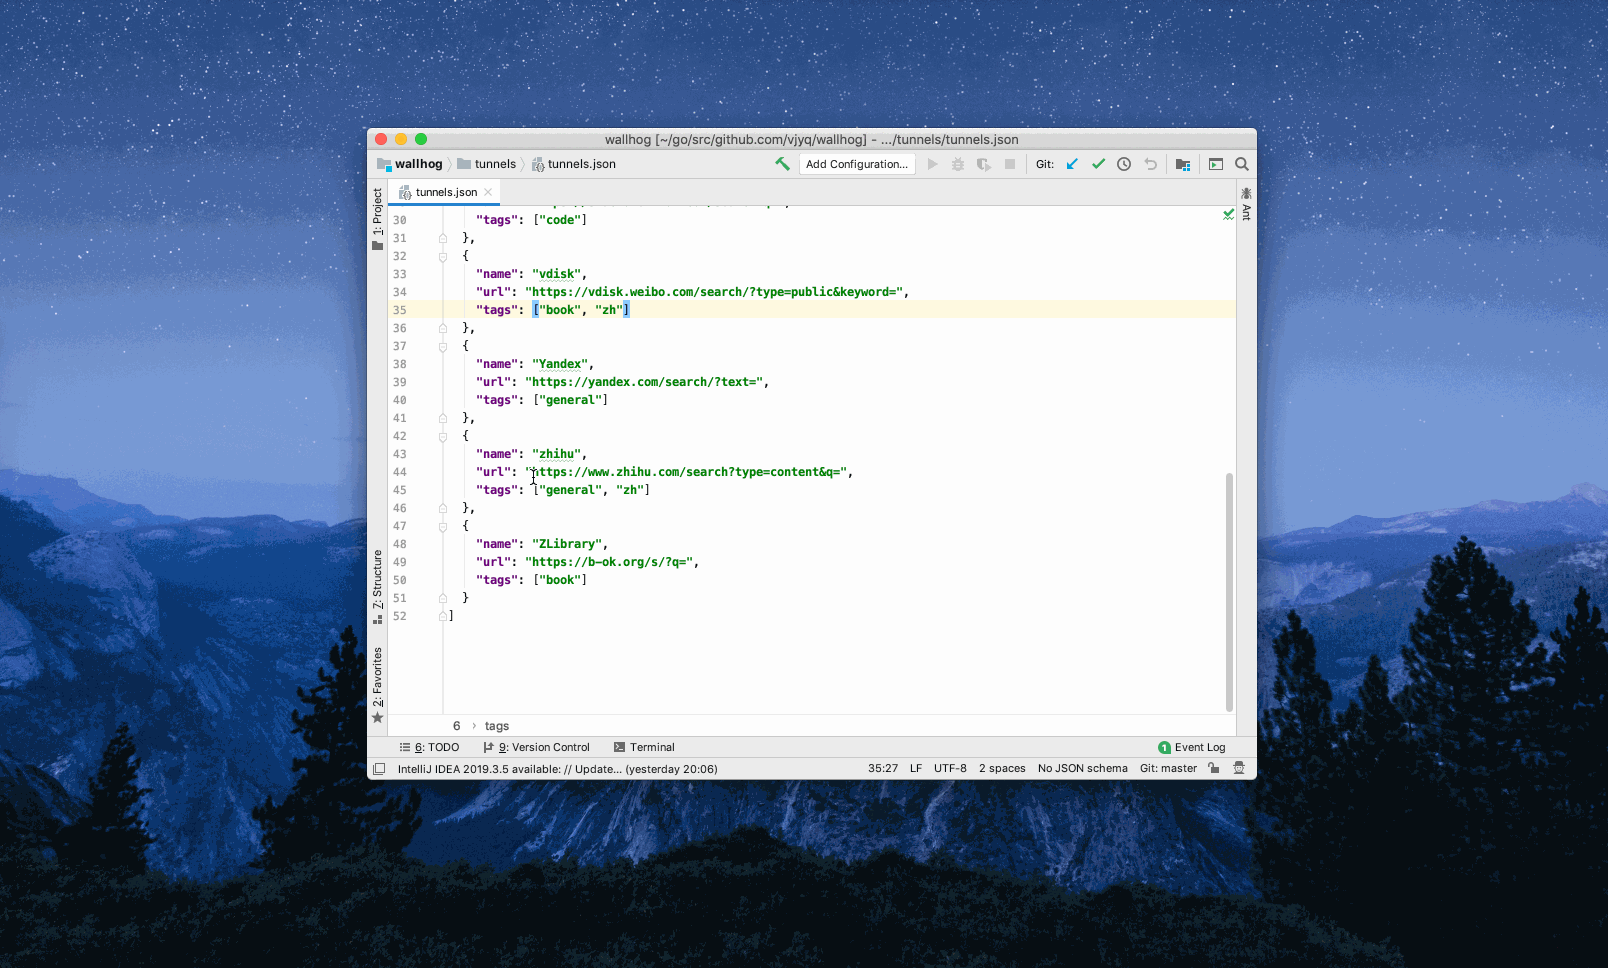 wallhog [~/go/src/github.com/vjyq/wallhog] - .../tunnels/tunnels.json
wallhog tunnels tunnels.json Add Configuration... Git:
tunnels.json
1: Project
Ant
7: Structure
2: Favorites
30 "tags": ["code"]
31 },
32 {
33 "name": "vdisk",
34 "url": "https://vdisk.weibo.com/search/?type=public&keyword=",
35 "tags": ["book", "zh"]
36 },
37 {
38 "name": "Yandex",
39 "url": "https://yandex.com/search/?text=",
40 "tags": ["general"]
41 },
42 {
43 "name": "zhihu",
44 "url": "https://www.zhihu.com/search?type=content&q=",
45 "tags": ["general", "zh"]
46 },
47 {
48 "name": "ZLibrary",
49 "url": "https://b-ok.org/s/?q=",
50 "tags": ["book"]
51 }
52 ]
6 › tags
6: TODO 9: Version Control Terminal 1 Event Log
IntelliJ IDEA 2019.3.5 available: // Update... (yesterday 20:06) 35:27 LF UTF-8 2 spaces No JSON schema Git: master